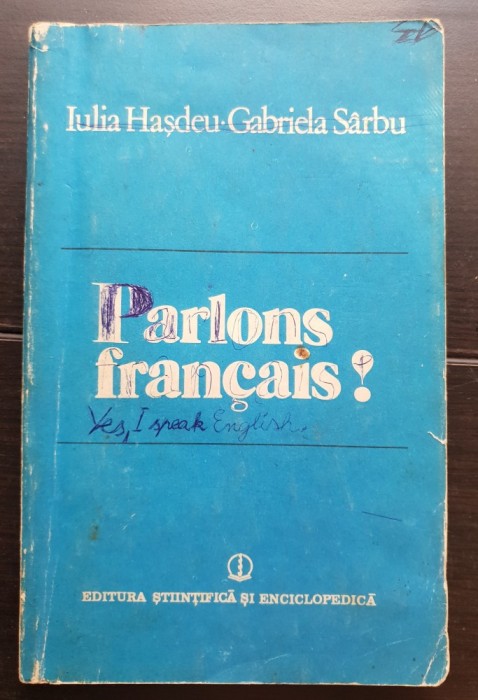 Iulia Hașdeu · Gabriela Sârbu
Parlons
français!
Yes, I speak English.
EDITURA ȘTIINȚIFICĂ ȘI ENCICLOPEDICĂ